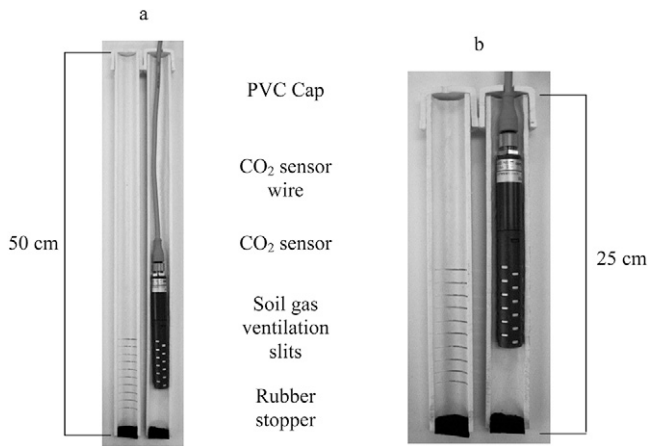 a
b
50 cm
PVC Cap
CO₂ sensor
wire
CO₂ sensor
Soil gas
ventilation
slits
Rubber
stopper
25 cm